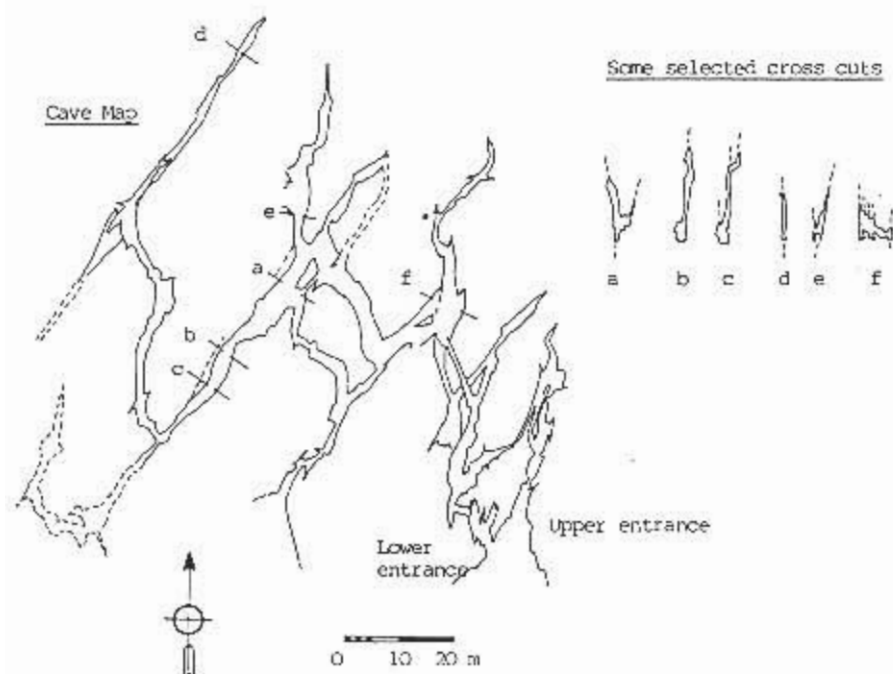 d
Some selected cross cuts
Cave Map
e
a
f
a b c d e f
b
c
Upper entrance
Lower
entrance
0 10 20 m